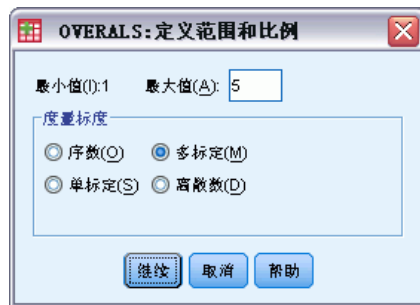 OVERALS:定义范围和比例
最小值(I):1 最大值(A): 5
度量标度
序数(O) 多标定(M)
单标定(S) 离散数(D)
继续 取消 帮助